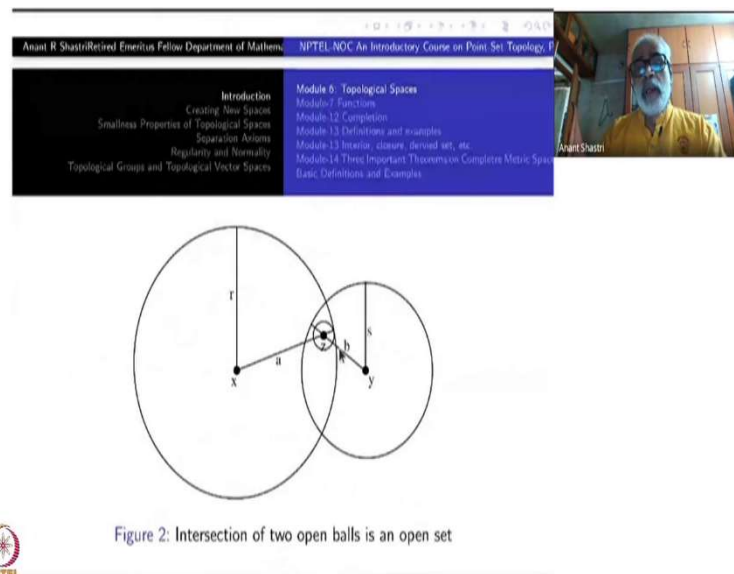 Anant R ShastriRetired Emeritus Fellow Department of Mathema
NPTEL-NOC An Introductory Course on Point Set Topology, P
Introduction
Creating New Spaces
Smallness Properties of Topological Spaces
Separation Axioms
Regularity and Normality
Topological Groups and Topological Vector Spaces
Module 6: Topological Spaces
Module-7 Functions
Module-12 Completion
Module-13 Definitions and examples
Module-13 Interior, closure, derived set, etc.
Module-14 Three Important Theorems on Completre Metric Spac
Basic Definitions and Examples
Anant Shastri
r
s
z
b
a
x
y
Figure 2: Intersection of two open balls is an open set